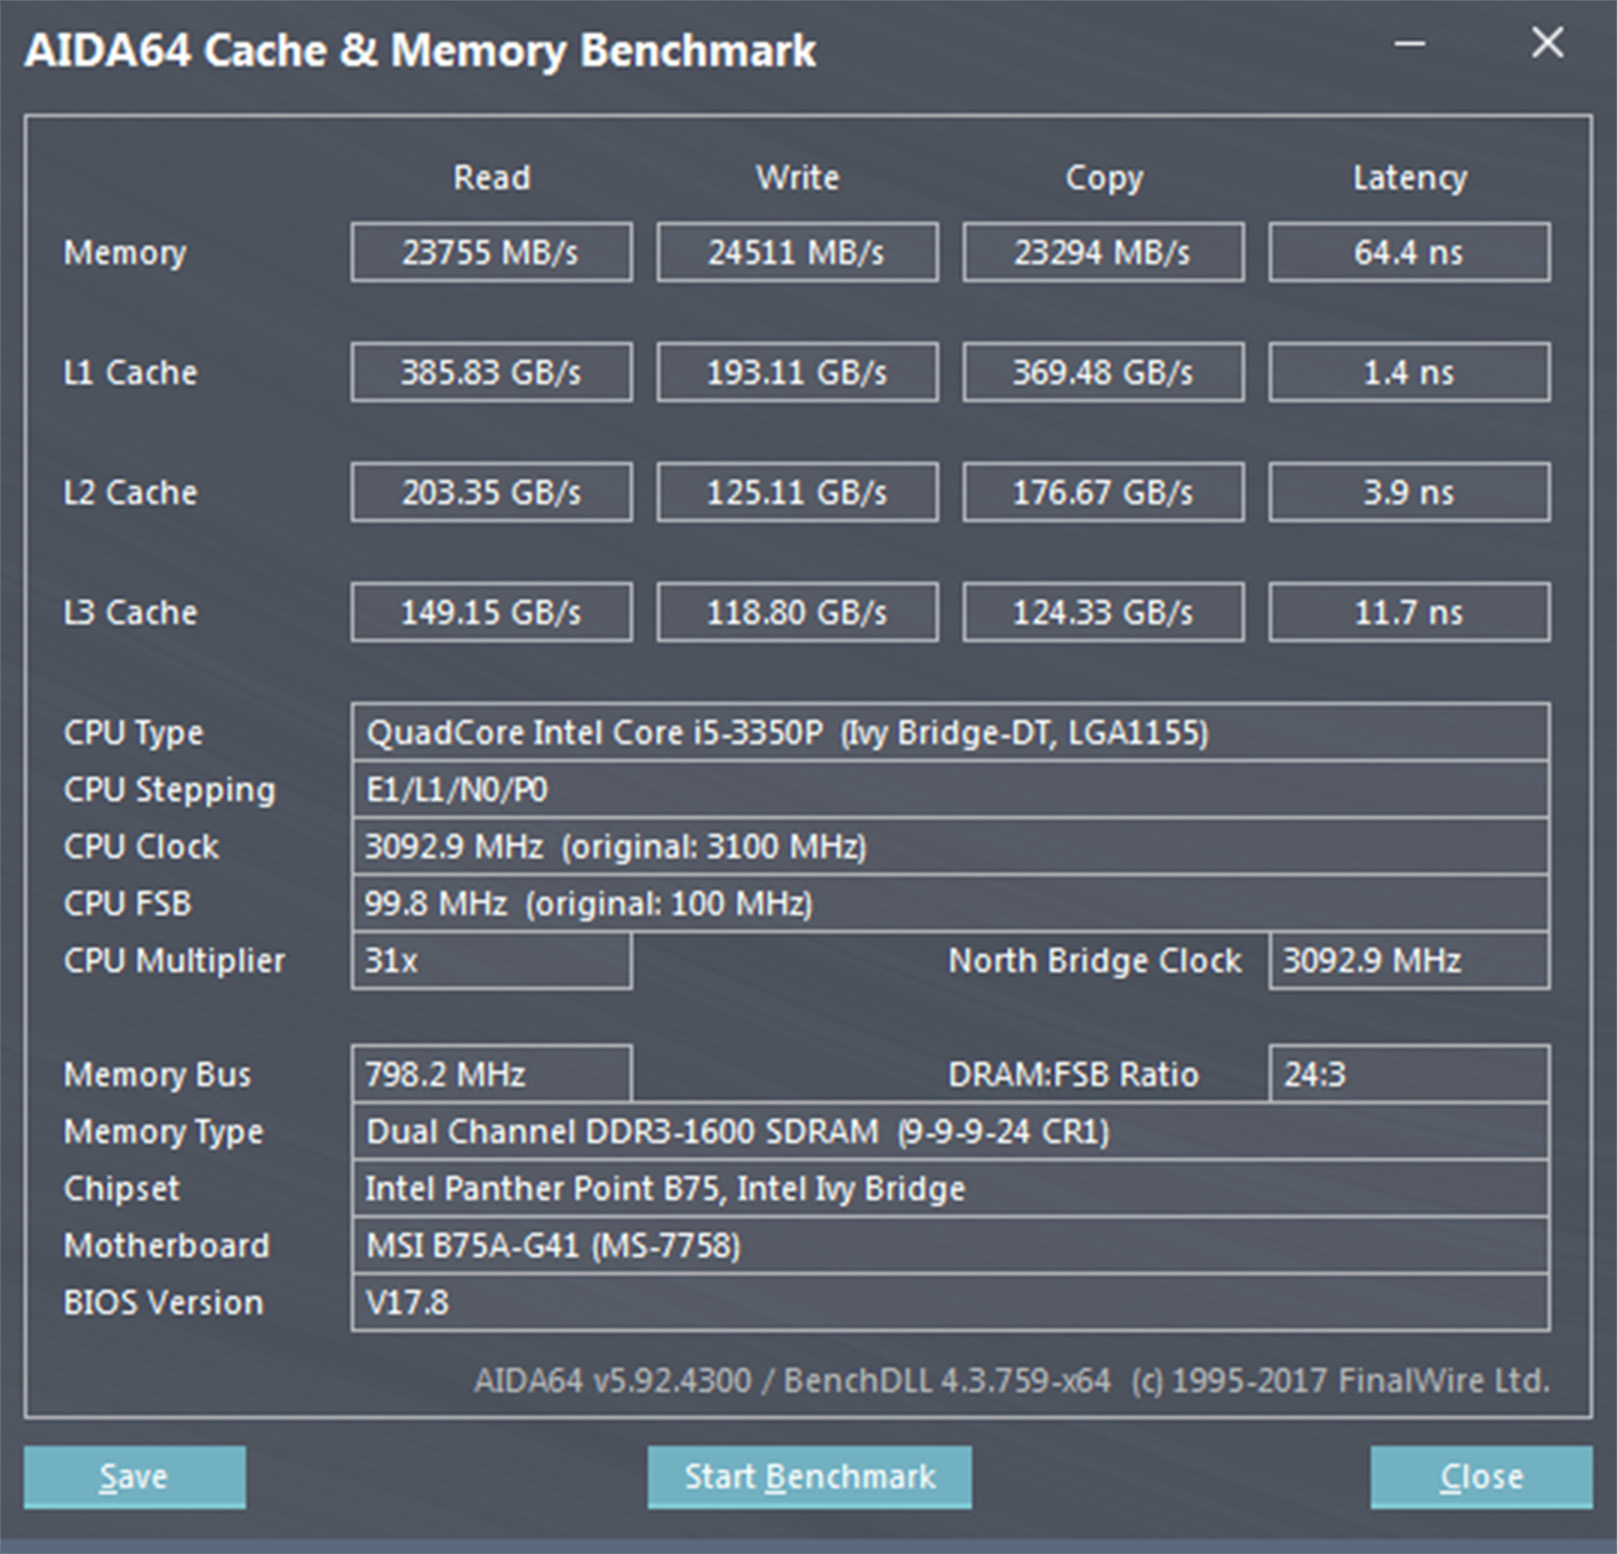 AIDA64 Cache & Memory Benchmark
Read Write Copy Latency
Memory 23755 MB/s 24511 MB/s 23294 MB/s 64.4 ns
L1 Cache 385.83 GB/s 193.11 GB/s 369.48 GB/s 1.4 ns
L2 Cache 203.35 GB/s 125.11 GB/s 176.67 GB/s 3.9 ns
L3 Cache 149.15 GB/s 118.80 GB/s 124.33 GB/s 11.7 ns
CPU Type QuadCore Intel Core i5-3350P (Ivy Bridge-DT, LGA1155)
CPU Stepping E1/L1/N0/P0
CPU Clock 3092.9 MHz (original: 3100 MHz)
CPU FSB 99.8 MHz (original: 100 MHz)
CPU Multiplier 31x North Bridge Clock 3092.9 MHz
Memory Bus 798.2 MHz DRAM:FSB Ratio 24:3
Memory Type Dual Channel DDR3-1600 SDRAM (9-9-9-24 CR1)
Chipset Intel Panther Point B75, Intel Ivy Bridge
Motherboard MSI B75A-G41 (MS-7758)
BIOS Version V17.8
AIDA64 v5.92.4300 / BenchDLL 4.3.759-x64 (c) 1995-2017 FinalWire Ltd.
Save Start Benchmark Close